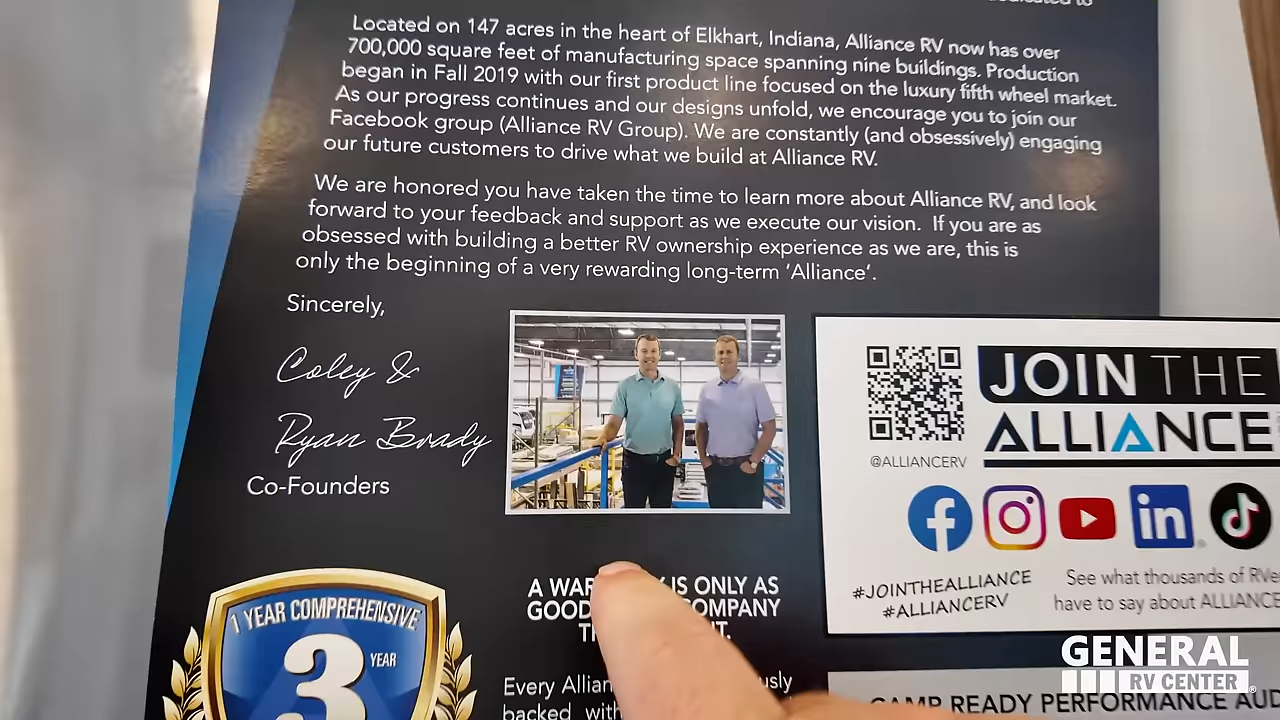 Located on 147 acres in the heart of Elkhart, Indiana, Alliance RV now has over
700,000 square feet of manufacturing space spanning nine buildings. Production
began in Fall 2019 with our first product line focused on the luxury fifth wheel market.
As our progress continues and our designs unfold, we encourage you to join our
Facebook group (Alliance RV Group). We are constantly (and obsessively) engaging
our future customers to drive what we build at Alliance RV.
We are honored you have taken the time to learn more about Alliance RV, and look
forward to your feedback and support as we execute our vision. If you are as
obsessed with building a better RV ownership experience as we are, this is
only the beginning of a very rewarding long-term ‘Alliance’.
Sincerely,
Coley &
Ryan Brady
Co-Founders
1 YEAR COMPREHENSIVE
3 YEAR
A IS ONLY AS
GOOD COMPANY
Every
backed with
JOIN THE
ALLIANCE
@ALLIANCERV
in
#JOINTHEALLIANCE
#ALLIANCERV
See what thousands of
have to say about ALLIANCE
CAMP READY PERFORMANCE
GENERAL
RV CENTER